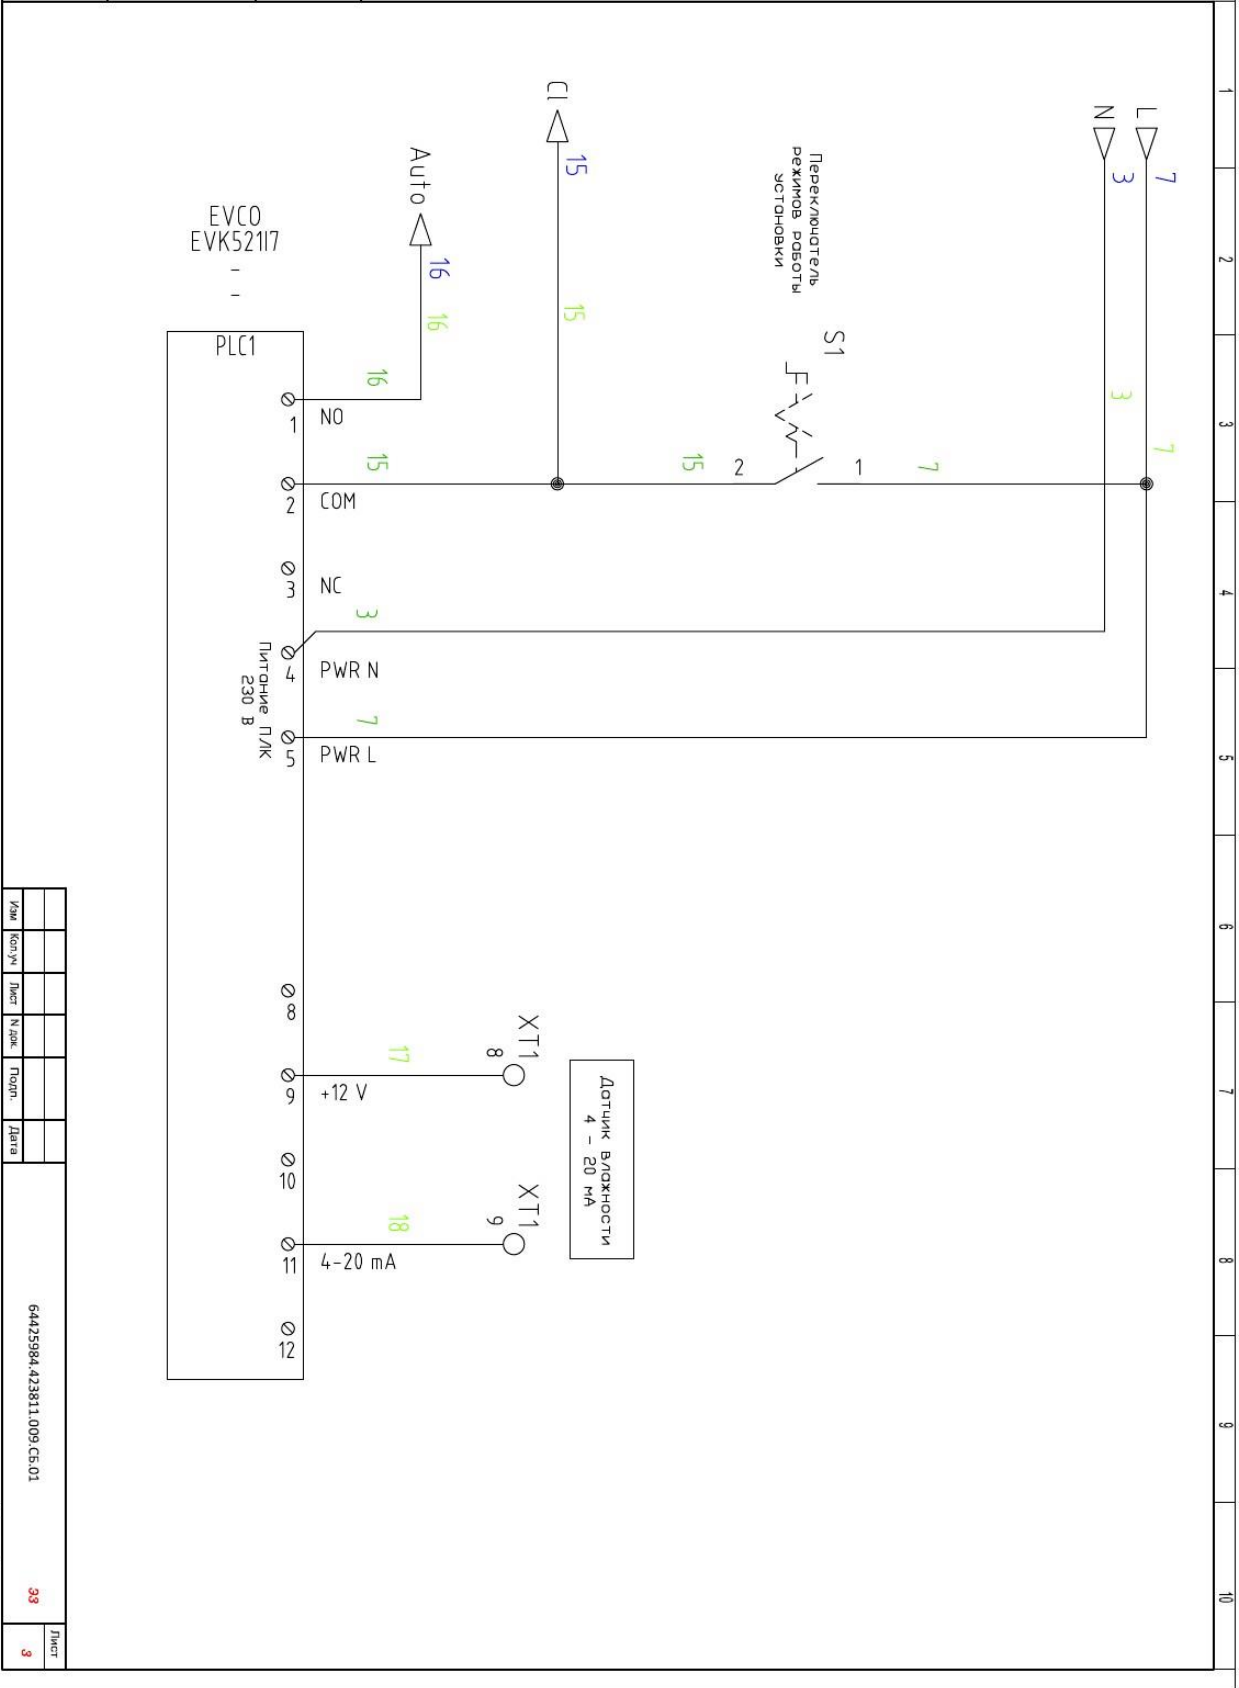 1
2
3
4
5
6
7
8
9
10
L
7
N
3
7
3
Переключатель
режимов работы
установки
S1
1
2
7
15
Cl
15
15
Auto
16
16
EVCO
EVK521I7
-
-
PLC1
16
1
NO
15
2
COM
3
NC
3
4
PWR N
Питание ПЛК
230 В
7
5
PWR L
8
17
9
+12 V
XT1
8
10
18
11
4-20 mA
XT1
9
12
Датчик влажности
4 - 20 мА
Изм Кол.уч Лист N док. Подп. Дата
64425984.423811.009.СБ.01
ЭЗ
Лист
3